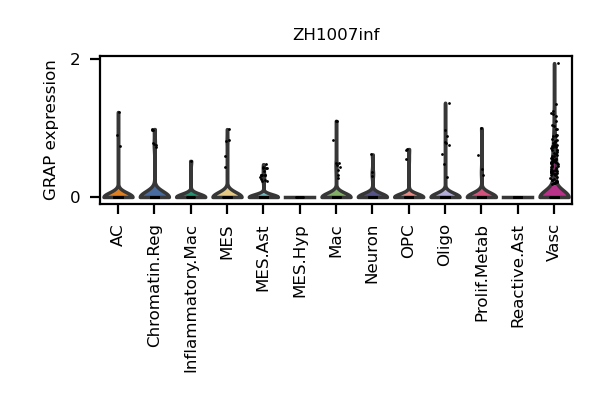 ZH1007inf
GRAP expression
2
0
AC
Chromatin.Reg
Inflammatory.Mac
MES
MES.Ast
MES.Hyp
Mac
Neuron
OPC
Oligo
Prolif.Metab
Reactive.Ast
Vasc